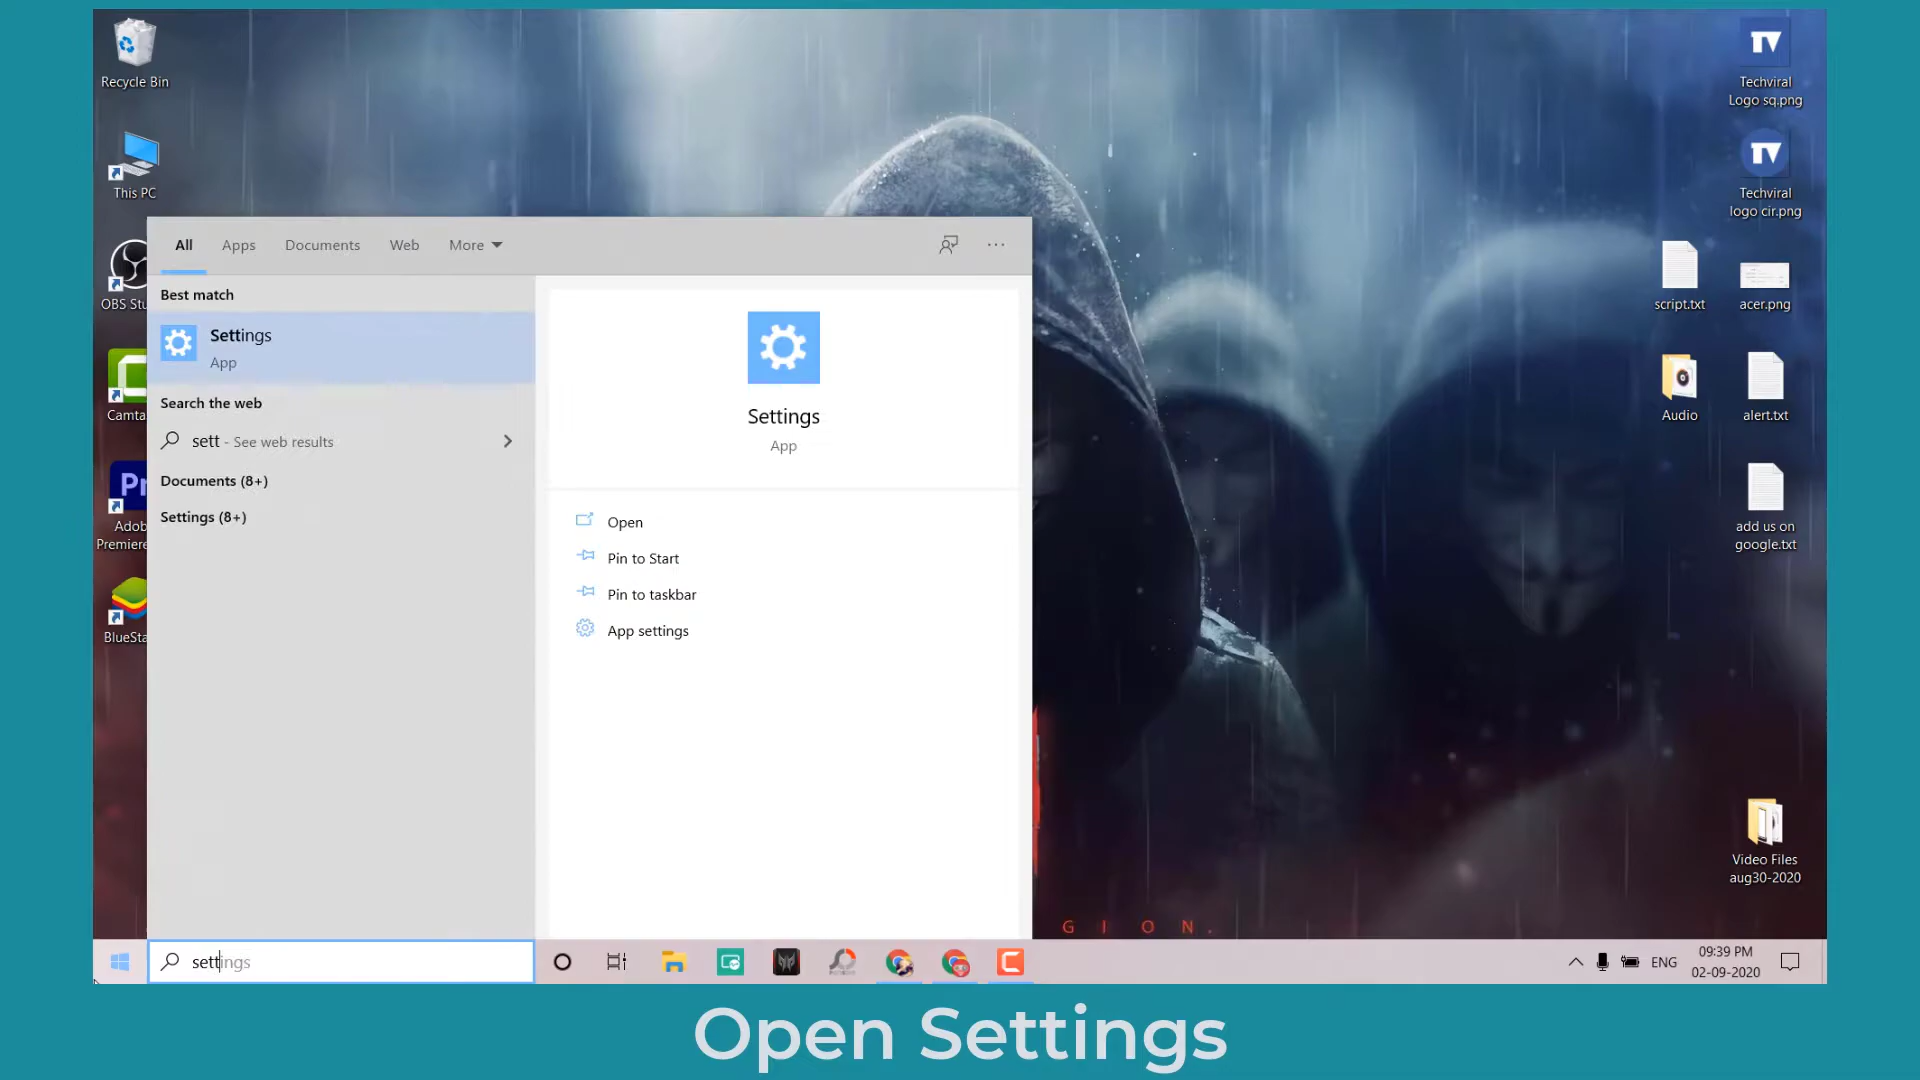 Recycle Bin
This PC
OBS Stu
Camta
Pr
Adob
Premiere
BlueSta
TV
Techviral
Logo sq.png
TV
Techviral
logo cir.png
script.txt
acer.png
Audio
alert.txt
add us on
google.txt
Video Files
aug30-2020
All
Apps
Documents
Web
More
Best match
Settings
App
Search the web
sett - See web results
Documents (8+)
Settings (8+)
Settings
App
Open
Pin to Start
Pin to taskbar
App settings
G I O N .
settings
ENG
09:39 PM
02-09-2020
Open Settings